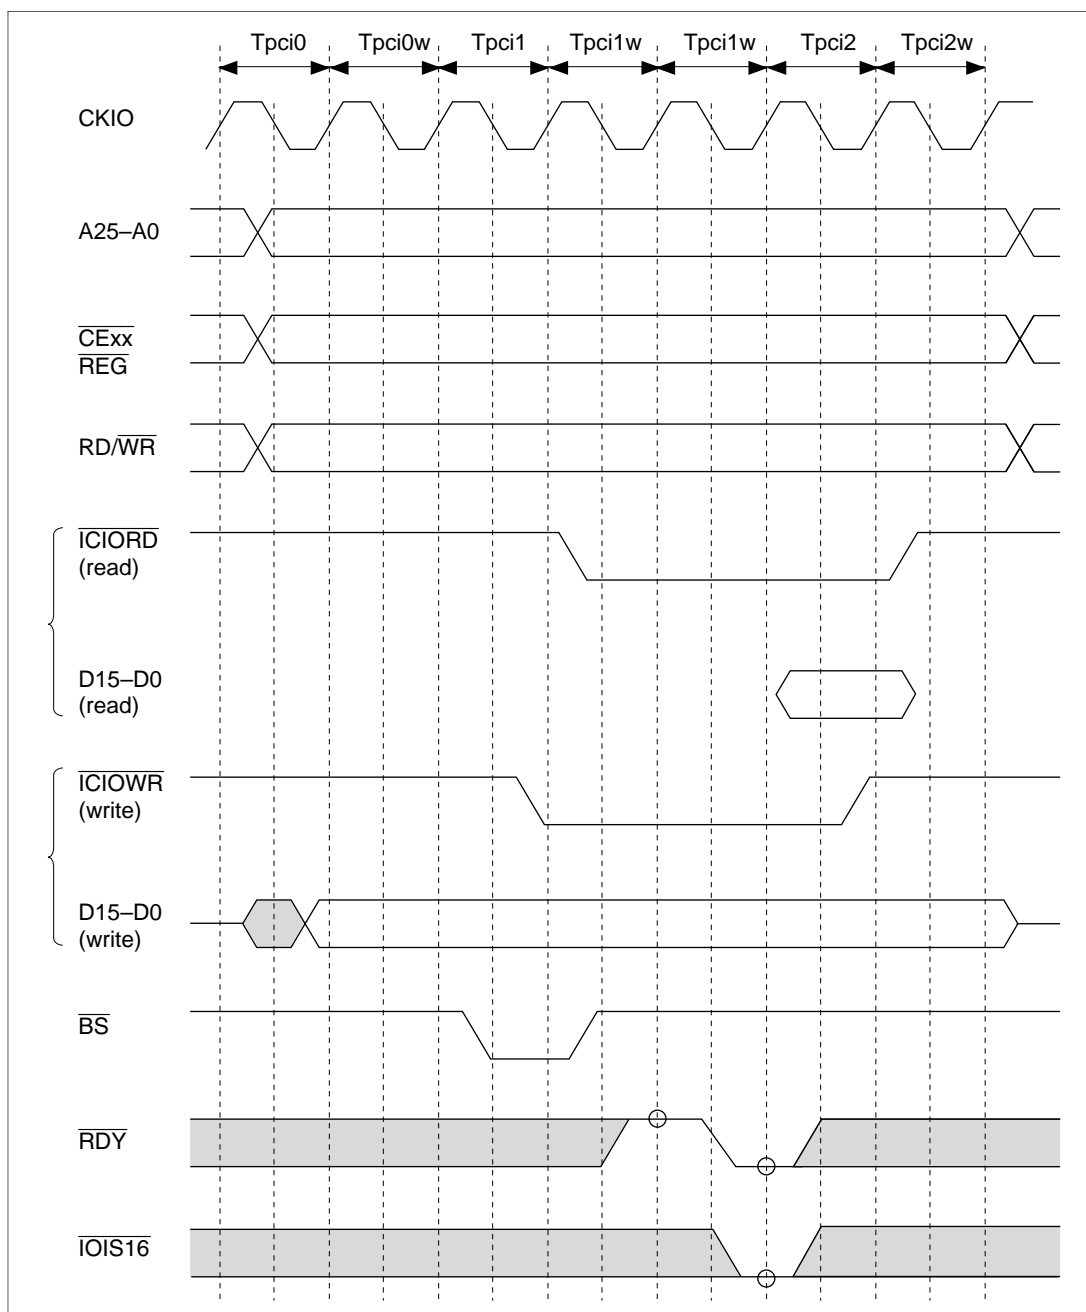 Tpci0 Tpci0w Tpci1 Tpci1w Tpci1w Tpci2 Tpci2w
CKIO
A25–A0
CExx
REG
RD/WR
ICIORD
(read)
D15–D0
(read)
ICIOWR
(write)
D15–D0
(write)
BS
RDY
IOIS16